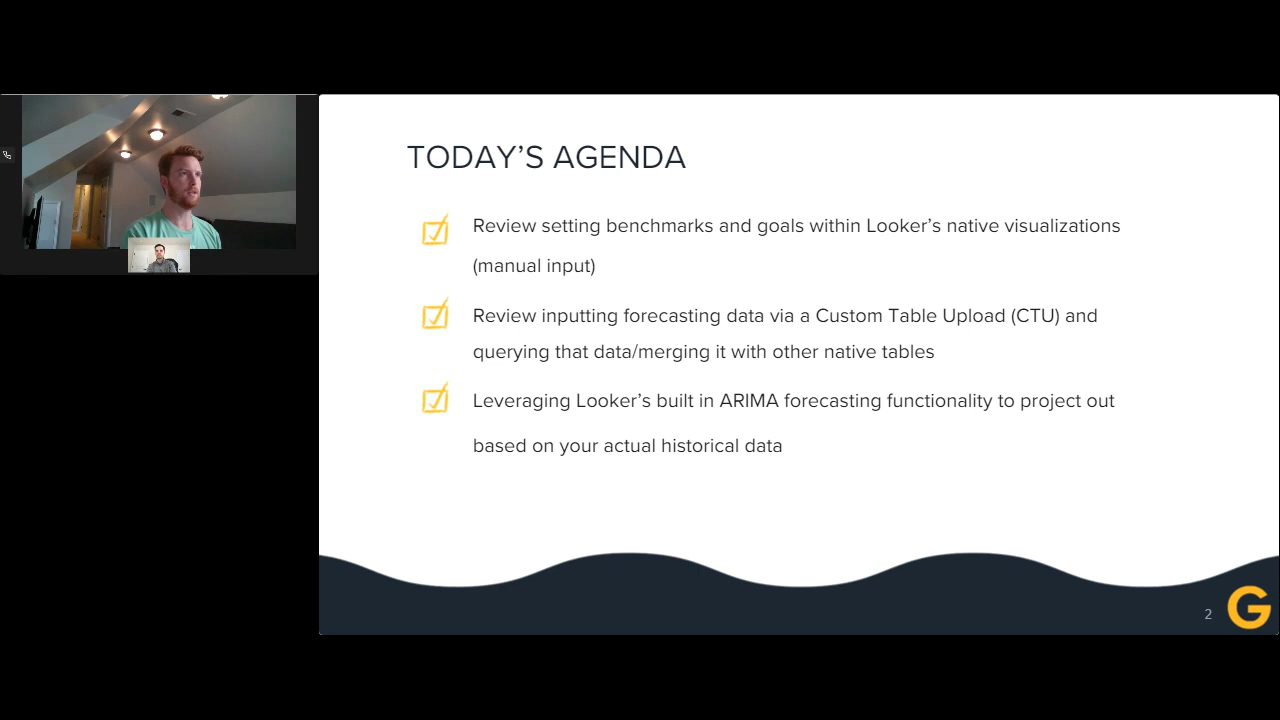 TODAY’S AGENDA
Review setting benchmarks and goals within Looker’s native visualizations
(manual input)
Review inputting forecasting data via a Custom Table Upload (CTU) and
querying that data/merging it with other native tables
Leveraging Looker’s built in ARIMA forecasting functionality to project out
based on your actual historical data
2
G